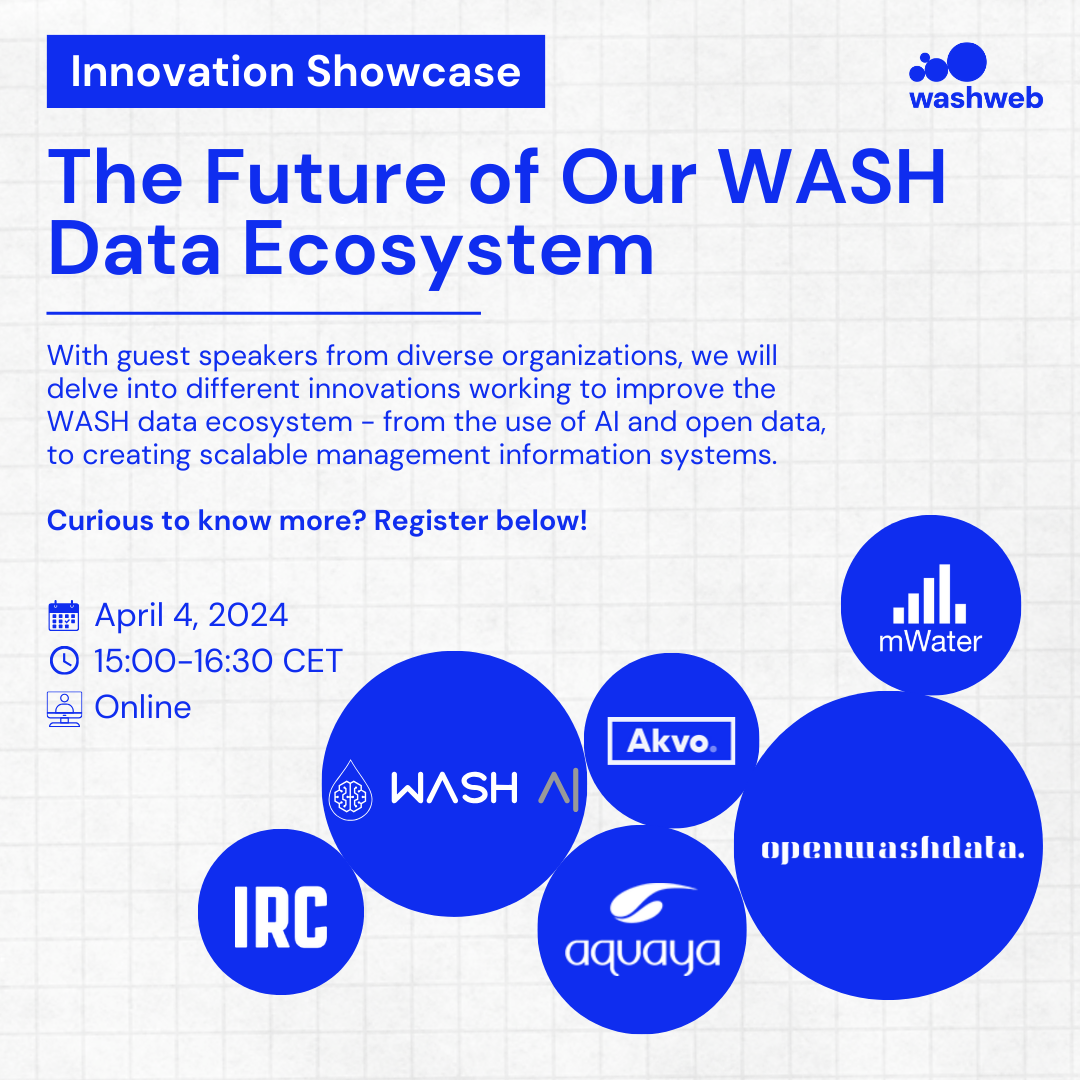 Innovation Showcase
washweb
The Future of Our WASH
Data Ecosystem
With guest speakers from diverse organizations, we will
delve into different innovations working to improve the
WASH data ecosystem – from the use of AI and open data,
to creating scalable management information systems.
Curious to know more? Register below!
April 4, 2024
15:00-16:30 CET
Online
mWater
Akvo.
WASH AI
openwashdata.
IRC
aquaya